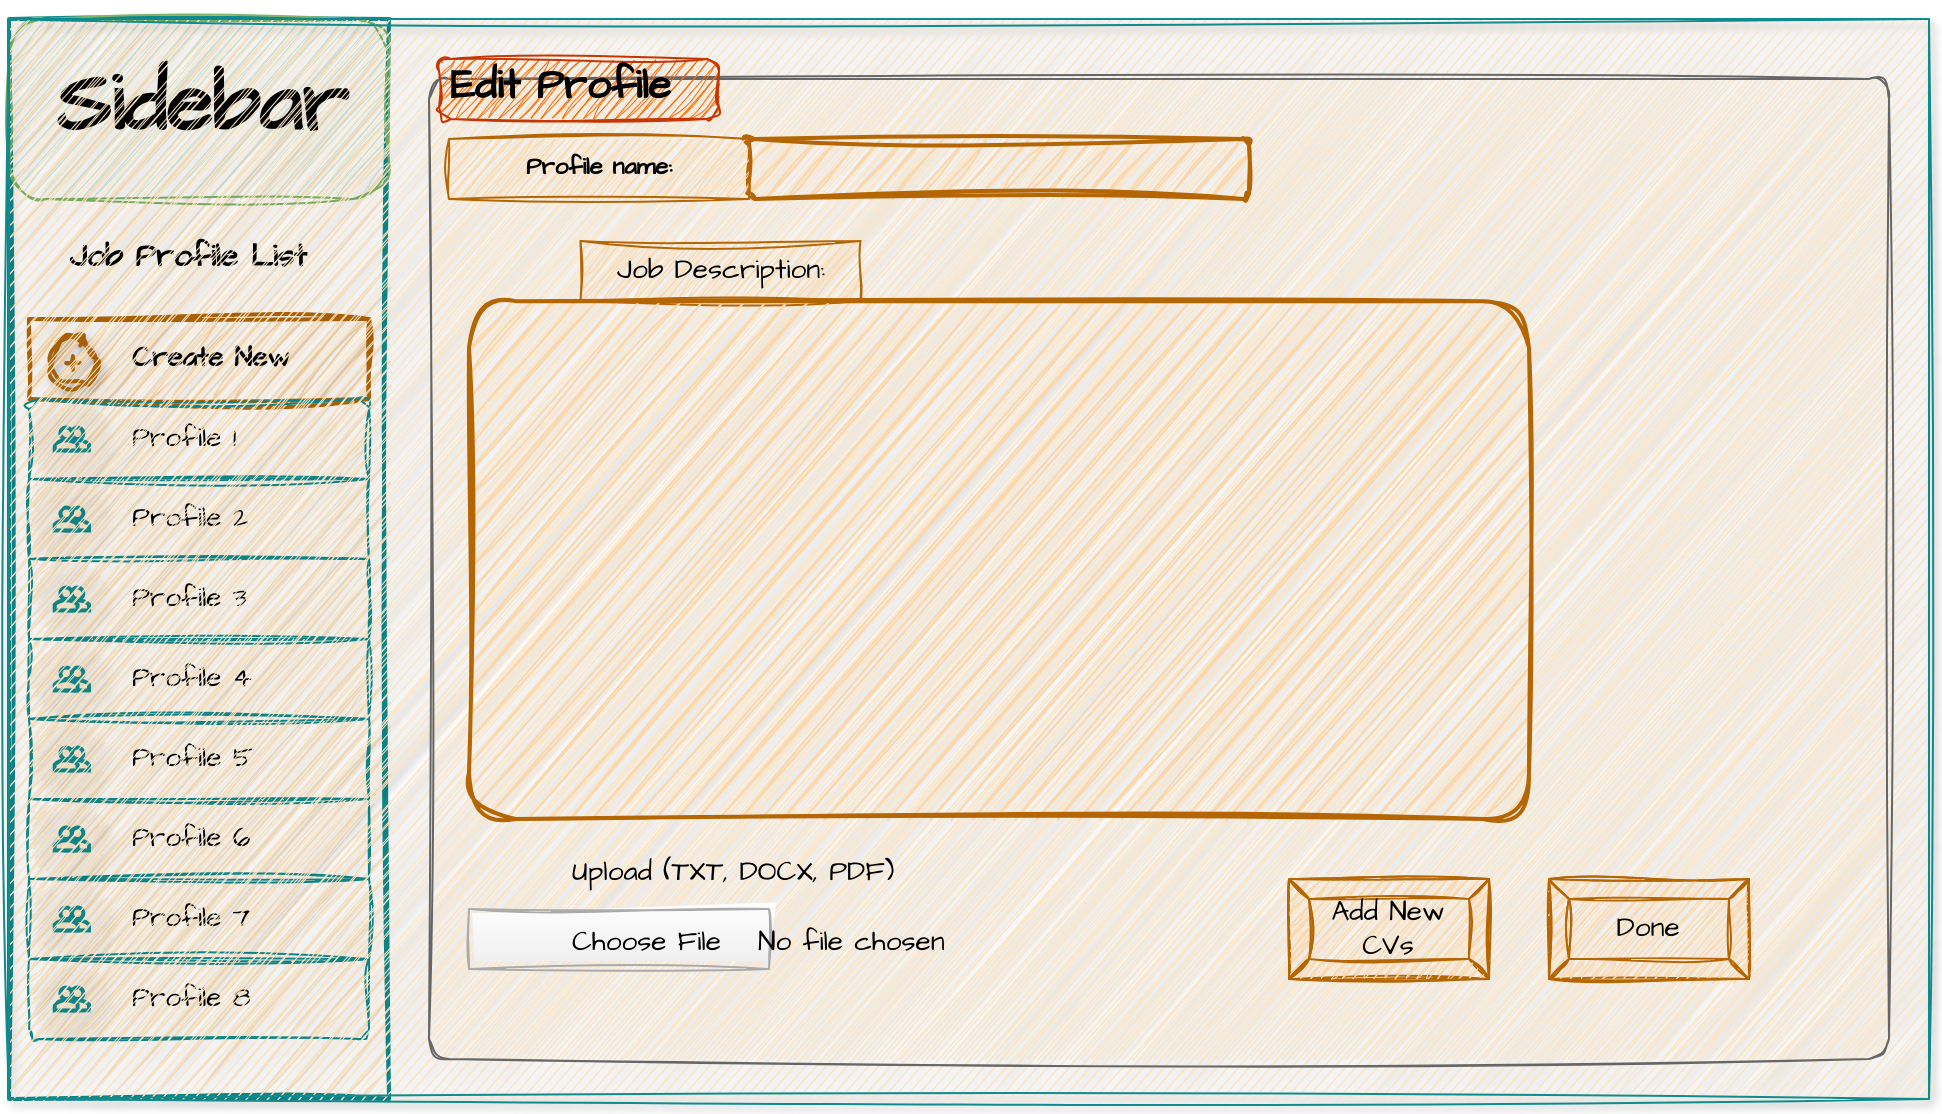 Sidebar
Job Profile List
Create New
Profile 1
Profile 2
Profile 3
Profile 4
Profile 5
Profile 6
Profile 7
Profile 8
Edit Profile
Profile name:
Job Description:
Upload (TXT, DOCX, PDF)
Choose File No file chosen
Add New
CVs
Done